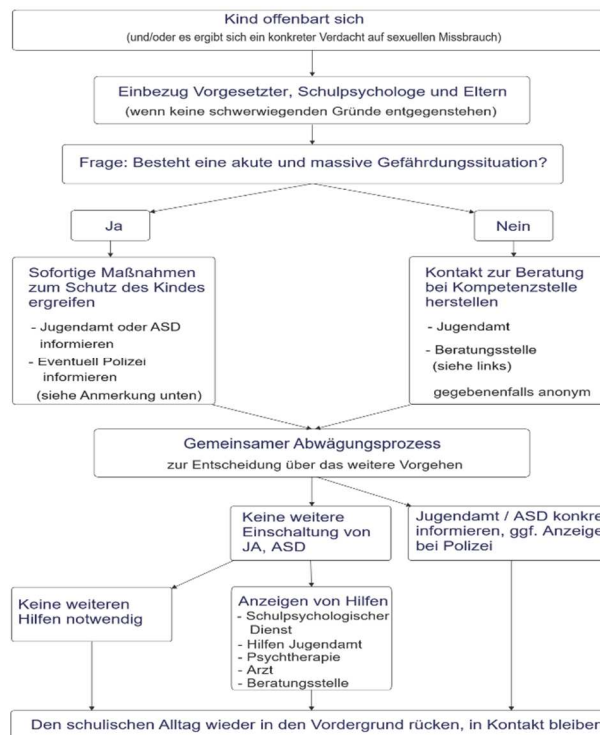 Kind offenbart sich
(und/oder es ergibt sich ein konkreter Verdacht auf sexuellen Missbrauch)
Einbezug Vorgesetzter, Schulpsychologe und Eltern
(wenn keine schwerwiegenden Gründe entgegenstehen)
Frage: Besteht eine akute und massive Gefährdungssituation?
Ja
Nein
Sofortige Maßnahmen
zum Schutz des Kindes
ergreifen
- Jugendamt oder ASD
informieren
- Eventuell Polizei
informieren
(siehe Anmerkung unten)
Kontakt zur Beratung
bei Kompetenzstelle
herstellen
- Jugendamt
- Beratungsstelle
(siehe links)
gegebenenfalls anonym
Gemeinsamer Abwägungsprozess
zur Entscheidung über das weitere Vorgehen
Keine weitere
Einschaltung von
JA, ASD
Jugendamt / ASD konkre
informieren, ggf. Anzeige
bei Polizei
Keine weiteren
Hilfen notwendig
Anzeigen von Hilfen
- Schulpsychologischer
Dienst
- Hilfen Jugendamt
- Psychtherapie
- Arzt
- Beratungsstelle
Den schulischen Alltag wieder in den Vordergrund rücken, in Kontakt bleiben